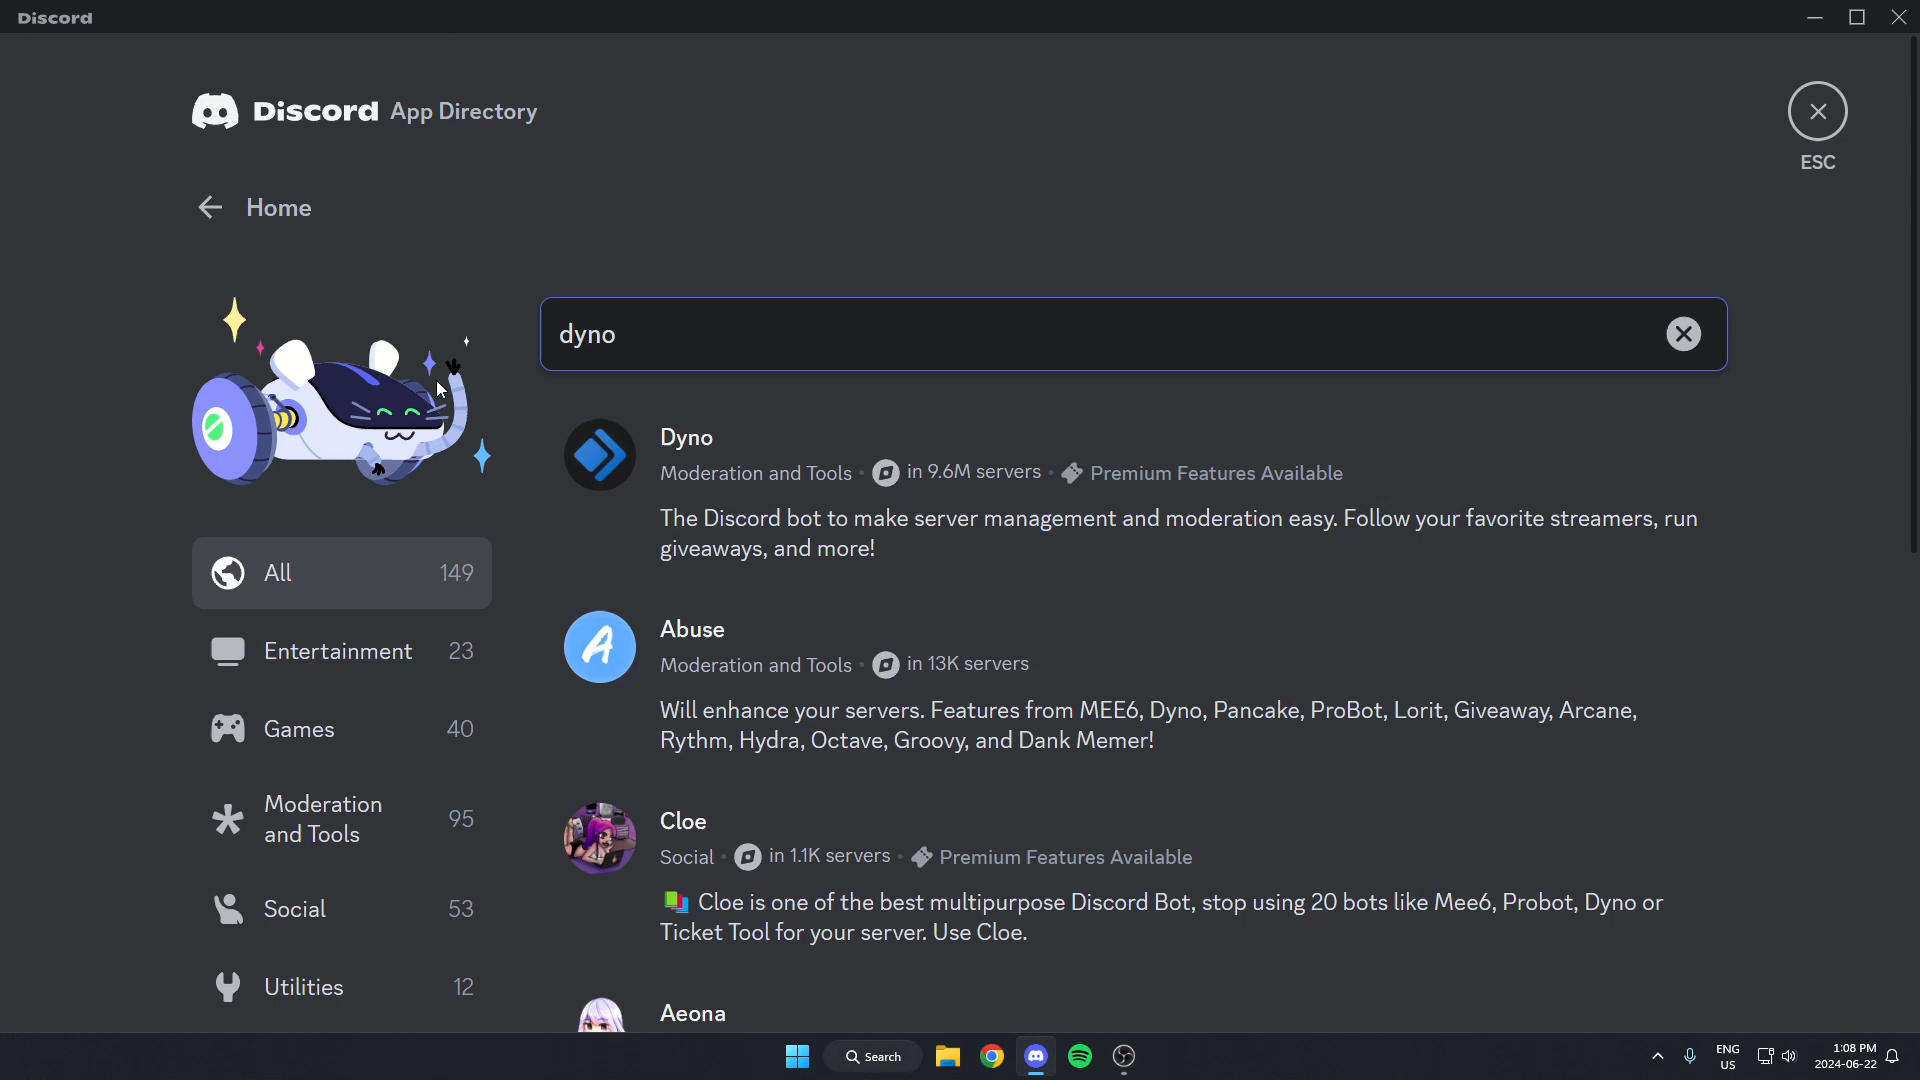 Discord
Discord App Directory
ESC
Home
dyno
Dyno
Moderation and Tools • in 9.6M servers • Premium Features Available
The Discord bot to make server management and moderation easy. Follow your favorite streamers, run
giveaways, and more!
All 149
Abuse
Moderation and Tools • in 13K servers
Entertainment 23
Will enhance your servers. Features from MEE6, Dyno, Pancake, ProBot, Lorit, Giveaway, Arcane,
Rythm, Hydra, Octave, Groovy, and Dank Memer!
Games 40
Moderation
and Tools 95
Cloe
Social • in 1.1K servers • Premium Features Available
Cloe is one of the best multipurpose Discord Bot, stop using 20 bots like Mee6, Probot, Dyno or
Ticket Tool for your server. Use Cloe.
Social 53
Utilities 12
Aeona
Search
ENG
US
1:08 PM
2024-06-22